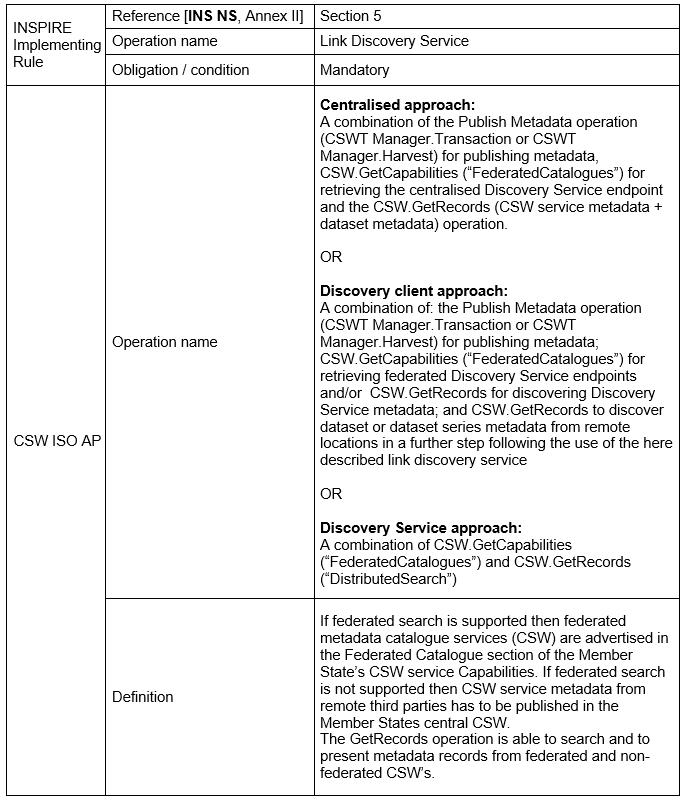 INSPIRE
Implementing
Rule
Reference [INS NS, Annex II]
Section 5
Operation name
Link Discovery Service
Obligation / condition
Mandatory
CSW ISO AP
Operation name
Centralised approach:
A combination of the Publish Metadata operation
(CSWT Manager.Transaction or CSWT
Manager.Harvest) for publishing metadata,
CSW.GetCapabilities (“FederatedCatalogues”) for
retrieving the centralised Discovery Service endpoint
and the CSW.GetRecords (CSW service metadata +
dataset metadata) operation.
OR
Discovery client approach:
A combination of: the Publish Metadata operation
(CSWT Manager.Transaction or CSWT
Manager.Harvest) for publishing metadata;
CSW.GetCapabilities (“FederatedCatalogues”) for
retrieving federated Discovery Service endpoints
and/or CSW.GetRecords for discovering Discovery
Service metadata; and CSW.GetRecords to discover
dataset or dataset series metadata from remote
locations in a further step following the use of the here
described link discovery service
OR
Discovery Service approach:
A combination of CSW.GetCapabilities
(“FederatedCatalogues”) and CSW.GetRecords
(“DistributedSearch”)
Definition
If federated search is supported then federated
metadata catalogue services (CSW) are advertised in
the Federated Catalogue section of the Member
State’s CSW service Capabilities. If federated search
is not supported then CSW service metadata from
remote third parties has to be published in the
Member States central CSW.
The GetRecords operation is able to search and to
present metadata records from federated and non-
federated CSW’s.